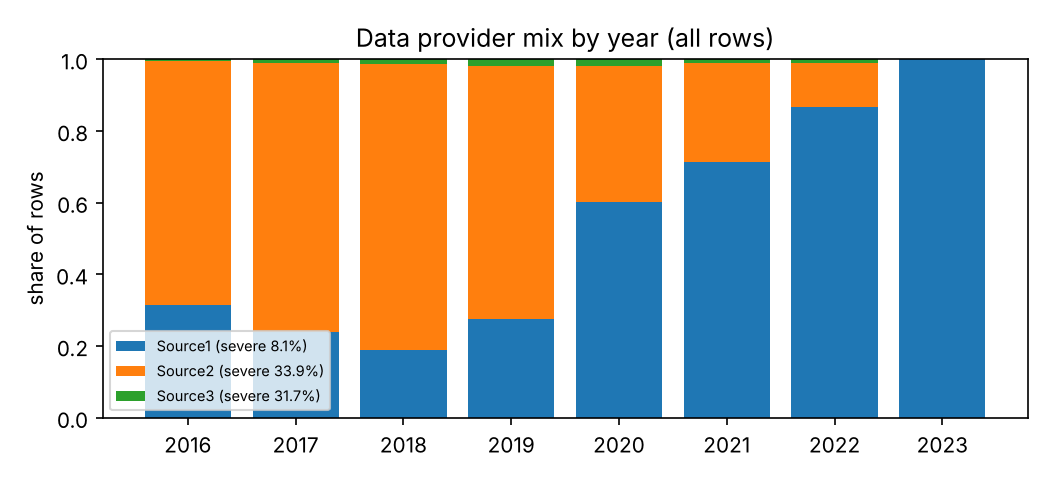 Data provider mix by year (all rows)
share of rows
1.0
0.8
0.6
0.4
0.2
0.0
Source1 (severe 8.1%)
Source2 (severe 33.9%)
Source3 (severe 31.7%)
2016 2017 2018 2019 2020 2021 2022 2023